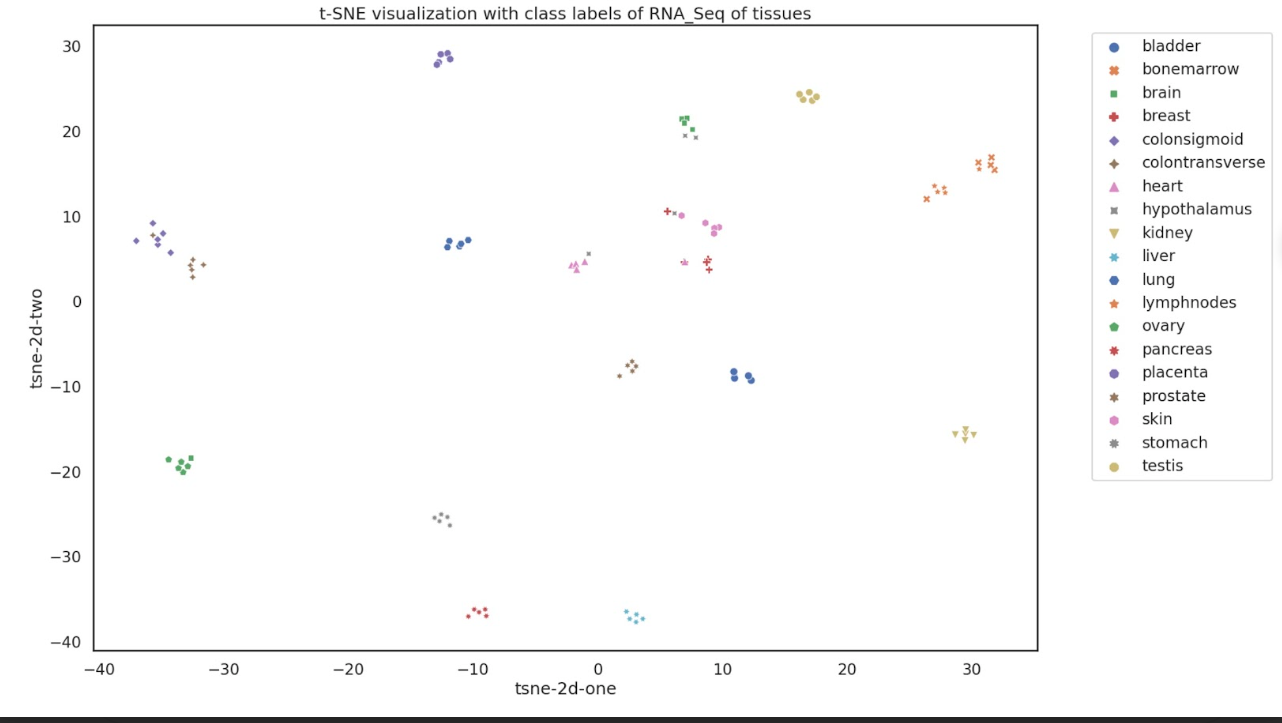 t-SNE visualization with class labels of RNA_Seq of tissues
30
20
10
0
−10
−20
−30
−40
tsne-2d-two
−40 −30 −20 −10 0 10 20 30
tsne-2d-one
bladder
bonemarrow
brain
breast
colonsigmoid
colontransverse
heart
hypothalamus
kidney
liver
lung
lymphnodes
ovary
pancreas
placenta
prostate
skin
stomach
testis